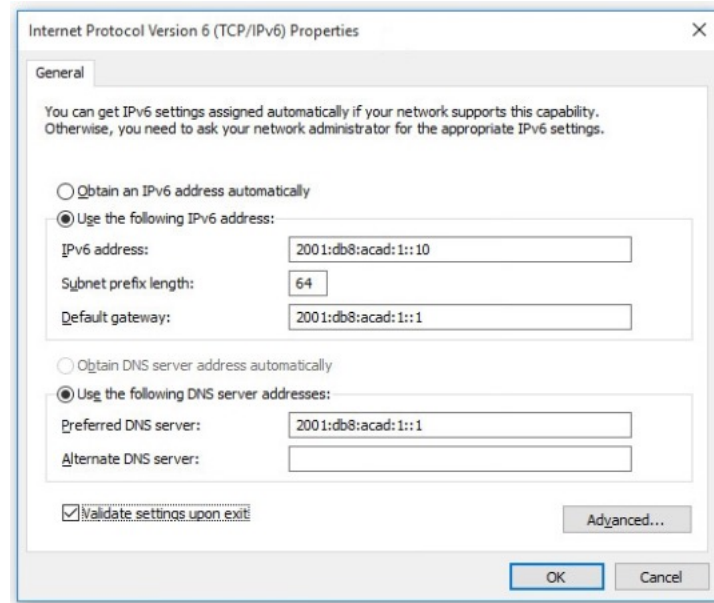 Internet Protocol Version 6 (TCP/IPv6) Properties
General
You can get IPv6 settings assigned automatically if your network supports this capability.
Otherwise, you need to ask your network administrator for the appropriate IPv6 settings.
Obtain an IPv6 address automatically
Use the following IPv6 address:
IPv6 address: 2001:db8:acad:1::10
Subnet prefix length: 64
Default gateway: 2001:db8:acad:1::1
Obtain DNS server address automatically
Use the following DNS server addresses:
Preferred DNS server: 2001:db8:acad:1::1
Alternate DNS server:
Validate settings upon exit
Advanced...
OK Cancel